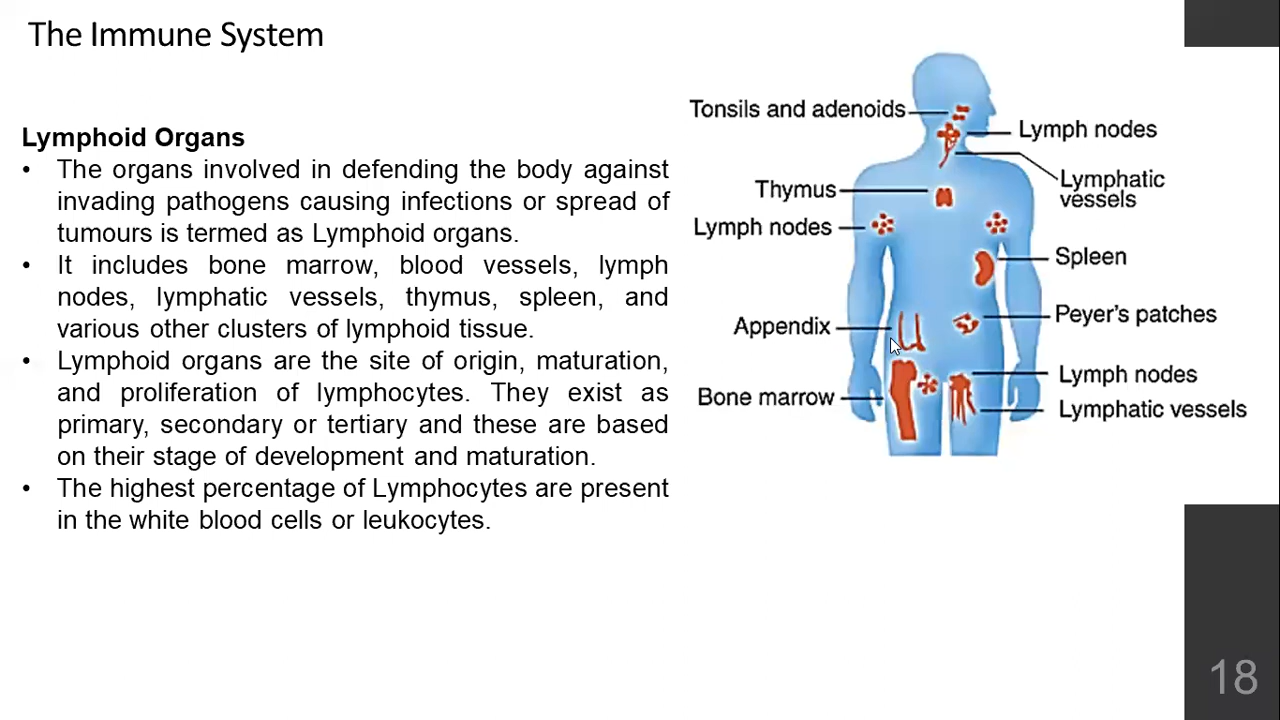 The Immune System
Lymphoid Organs
• The organs involved in defending the body against
invading pathogens causing infections or spread of
tumours is termed as Lymphoid organs.
• It includes bone marrow, blood vessels, lymph
nodes, lymphatic vessels, thymus, spleen, and
various other clusters of lymphoid tissue.
• Lymphoid organs are the site of origin, maturation,
and proliferation of lymphocytes. They exist as
primary, secondary or tertiary and these are based
on their stage of development and maturation.
• The highest percentage of Lymphocytes are present
in the white blood cells or leukocytes.
Tonsils and adenoids
Lymph nodes
Lymphatic
vessels
Thymus
Lymph nodes
Spleen
Peyer's patches
Appendix
Lymph nodes
Bone marrow
Lymphatic vessels
18